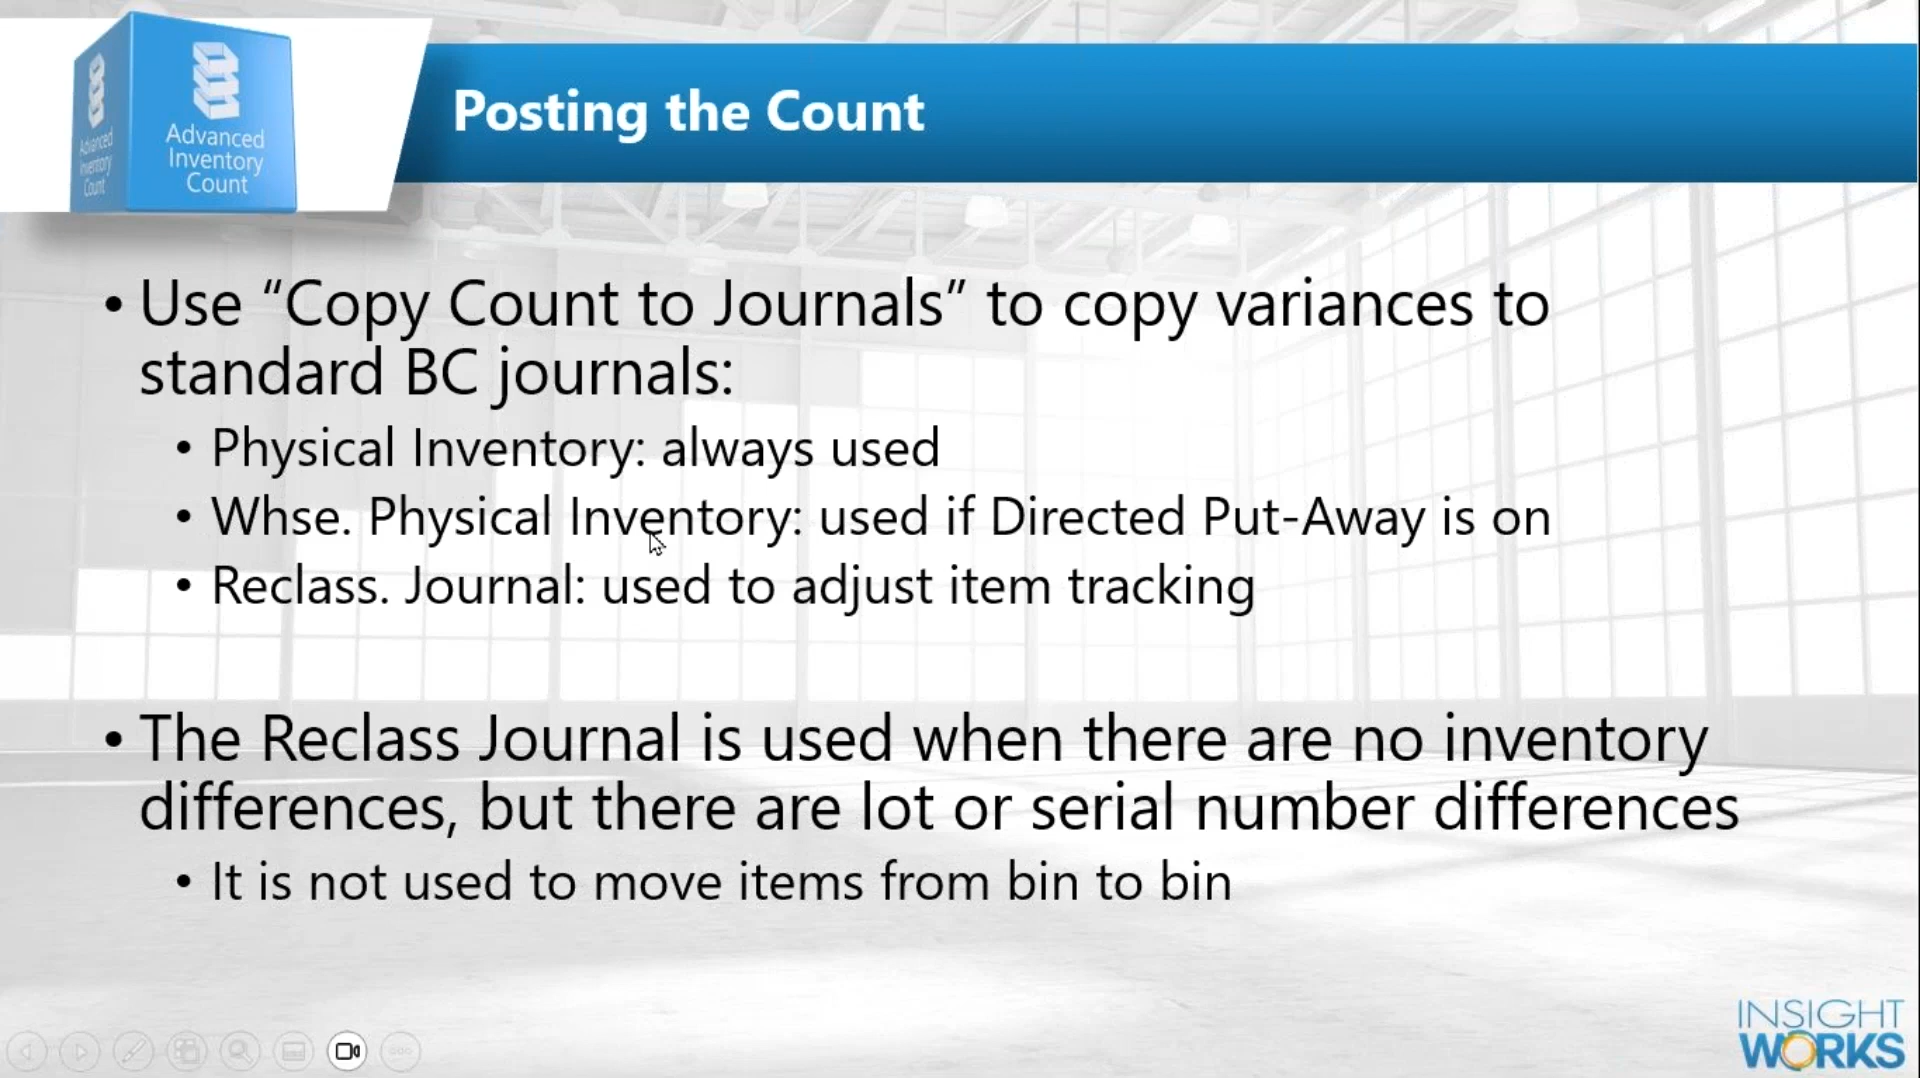 Advanced
Inventory
Count
Advanced
Inventory
Count
Posting the Count
• Use “Copy Count to Journals” to copy variances to
standard BC journals:
• Physical Inventory: always used
• Whse. Physical Inventory: used if Directed Put-Away is on
• Reclass. Journal: used to adjust item tracking
• The Reclass Journal is used when there are no inventory
differences, but there are lot or serial number differences
• It is not used to move items from bin to bin
INSIGHT
WORKS